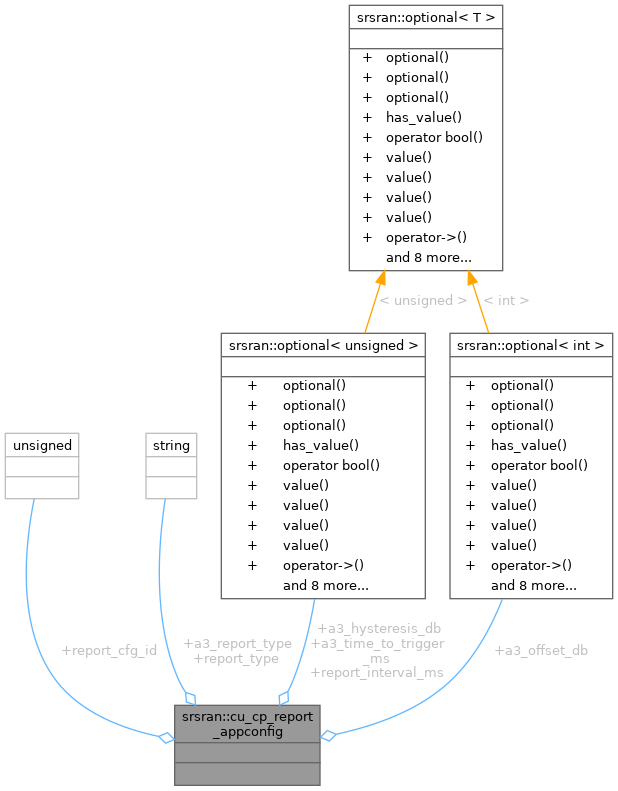 srsran::optional< T >
+ optional()
+ optional()
+ optional()
+ has_value()
+ operator bool()
+ value()
+ value()
+ value()
+ value()
+ operator->()
and 8 more...
< unsigned >
< int >
srsran::optional< unsigned >
+ optional()
+ optional()
+ optional()
+ has_value()
+ operator bool()
+ value()
+ value()
+ value()
+ value()
+ operator->()
and 8 more...
srsran::optional< int >
+ optional()
+ optional()
+ optional()
+ has_value()
+ operator bool()
+ value()
+ value()
+ value()
+ value()
+ operator->()
and 8 more...
unsigned
string
+report_cfg_id
+a3_report_type
+report_type
+a3_hysteresis_db
+a3_time_to_trigger
_ms
+report_interval_ms
+a3_offset_db
srsran::cu_cp_report
_appconfig